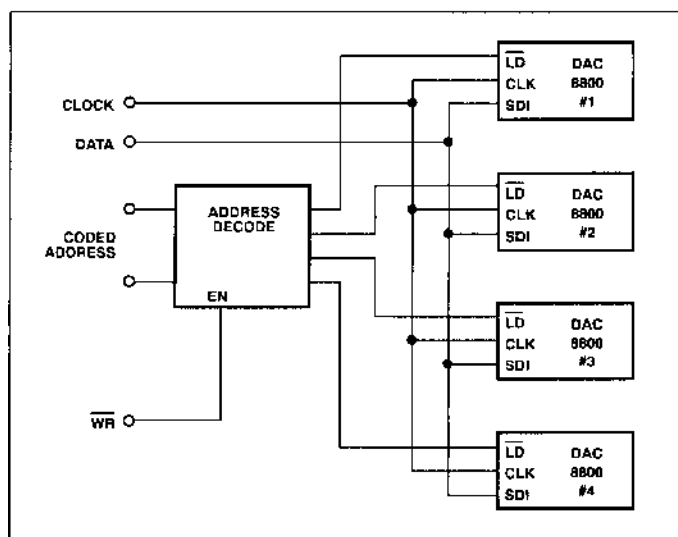 CLOCK
DATA
CODED
ADDRESS
WR
ADDRESS
DECODE
EN
LD DAC
CLK 8800
SDI #1
LD DAC
CLK 8800
SDI #2
LD DAC
CLK 8800
SDI #3
LD DAC
CLK 8800
SDI #4